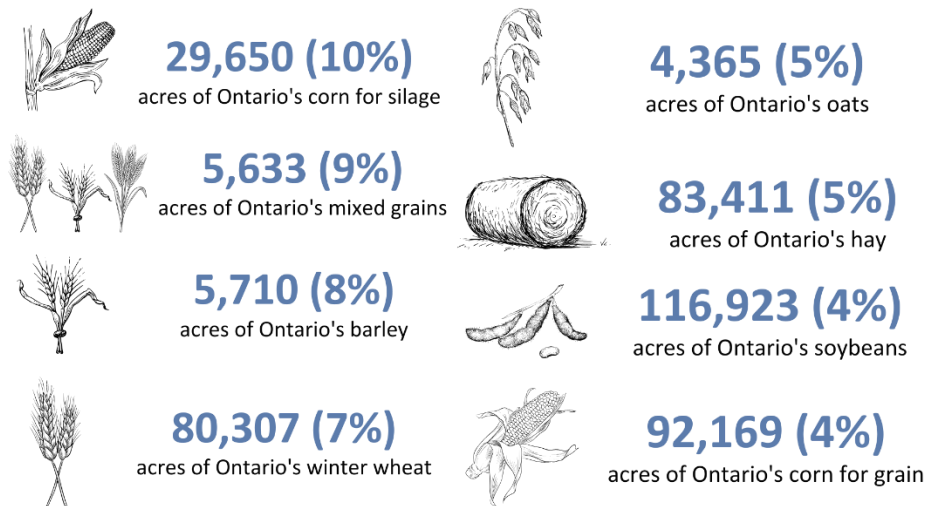 29,650 (10%)
acres of Ontario's corn for silage
5,633 (9%)
acres of Ontario's mixed grains
5,710 (8%)
acres of Ontario's barley
80,307 (7%)
acres of Ontario's winter wheat
4,365 (5%)
acres of Ontario's oats
83,411 (5%)
acres of Ontario's hay
116,923 (4%)
acres of Ontario's soybeans
92,169 (4%)
acres of Ontario's corn for grain